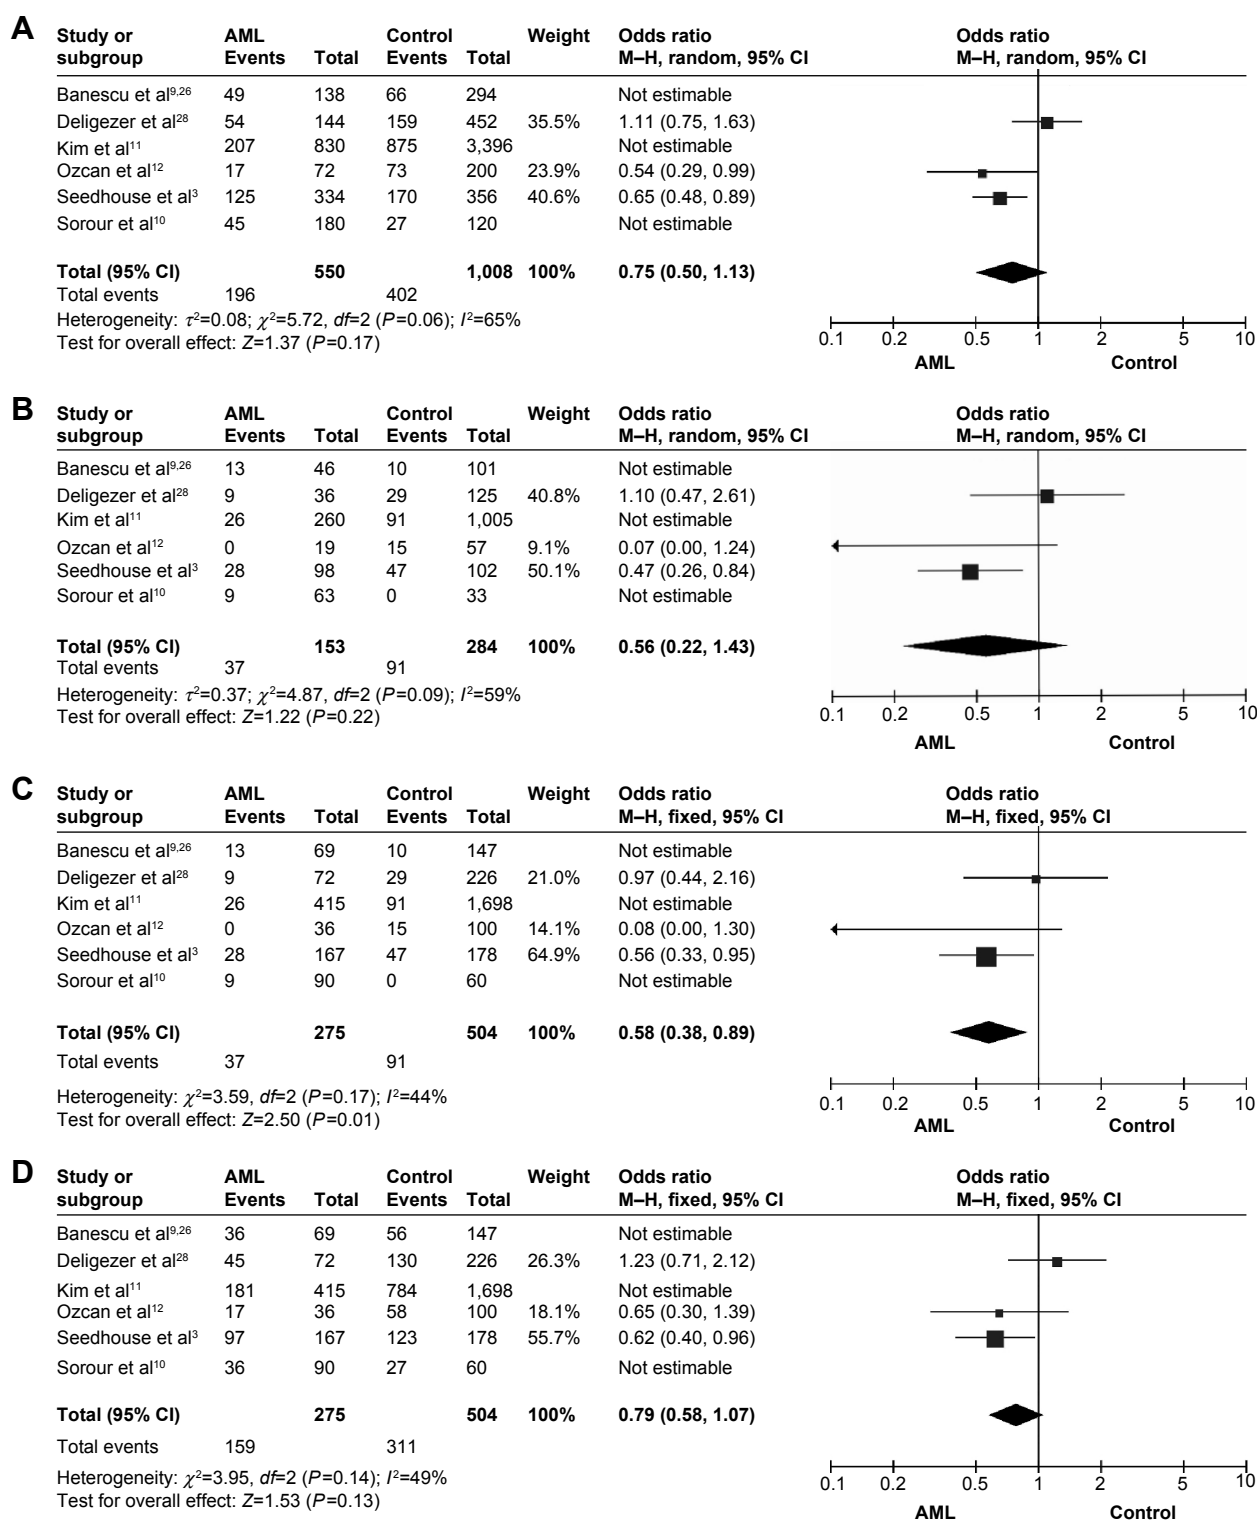 A
Study or AML Control Weight Odds ratio Odds ratio
subgroup Events Total Events Total M–H, random, 95% CI M–H, random, 95% CI
Banescu et al9,26 49 138 66 294 Not estimable
Deligezer et al28 54 144 159 452 35.5% 1.11 (0.75, 1.63)
Kim et al11 207 830 875 3,396 Not estimable
Ozcan et al12 17 72 73 200 23.9% 0.54 (0.29, 0.99)
Seedhouse et al3 125 334 170 356 40.6% 0.65 (0.48, 0.89)
Sorour et al10 45 180 27 120 Not estimable
Total (95% CI) 550 1,008 100% 0.75 (0.50, 1.13)
Total events 196 402
Heterogeneity: τ2=0.08; χ2=5.72, df=2 (P=0.06); I2=65%
Test for overall effect: Z=1.37 (P=0.17)
0.1 0.2 0.5 1 2 5 10
AML Control
B
Study or AML Control Weight Odds ratio Odds ratio
subgroup Events Total Events Total M–H, random, 95% CI M–H, random, 95% CI
Banescu et al9,26 13 46 10 101 Not estimable
Deligezer et al28 9 36 29 125 40.8% 1.10 (0.47, 2.61)
Kim et al11 26 260 91 1,005 Not estimable
Ozcan et al12 0 19 15 57 9.1% 0.07 (0.00, 1.24)
Seedhouse et al3 28 98 47 102 50.1% 0.47 (0.26, 0.84)
Sorour et al10 9 63 0 33 Not estimable
Total (95% CI) 153 284 100% 0.56 (0.22, 1.43)
Total events 37 91
Heterogeneity: τ2=0.37; χ2=4.87, df=2 (P=0.09); I2=59%
Test for overall effect: Z=1.22 (P=0.22)
0.1 0.2 0.5 1 2 5 10
AML Control
C
Study or AML Control Weight Odds ratio Odds ratio
subgroup Events Total Events Total M–H, fixed, 95% CI M–H, fixed, 95% CI
Banescu et al9,26 13 69 10 147 Not estimable
Deligezer et al28 9 72 29 226 21.0% 0.97 (0.44, 2.16)
Kim et al11 26 415 91 1,698 Not estimable
Ozcan et al12 0 36 15 100 14.1% 0.08 (0.00, 1.30)
Seedhouse et al3 28 167 47 178 64.9% 0.56 (0.33, 0.95)
Sorour et al10 9 90 0 60 Not estimable
Total (95% CI) 275 504 100% 0.58 (0.38, 0.89)
Total events 37 91
Heterogeneity: χ2=3.59, df=2 (P=0.17); I2=44%
Test for overall effect: Z=2.50 (P=0.01)
0.1 0.2 0.5 1 2 5 10
AML Control
D
Study or AML Control Weight Odds ratio Odds ratio
subgroup Events Total Events Total M–H, fixed, 95% CI M–H, fixed, 95% CI
Banescu et al9,26 36 69 56 147 Not estimable
Deligezer et al28 45 72 130 226 26.3% 1.23 (0.71, 2.12)
Kim et al11 181 415 784 1,698 Not estimable
Ozcan et al12 17 36 58 100 18.1% 0.65 (0.30, 1.39)
Seedhouse et al3 97 167 123 178 55.7% 0.62 (0.40, 0.96)
Sorour et al10 36 90 27 60 Not estimable
Total (95% CI) 275 504 100% 0.79 (0.58, 1.07)
Total events 159 311
Heterogeneity: χ2=3.95, df=2 (P=0.14); I2=49%
Test for overall effect: Z=1.53 (P=0.13)
0.1 0.2 0.5 1 2 5 10
AML Control